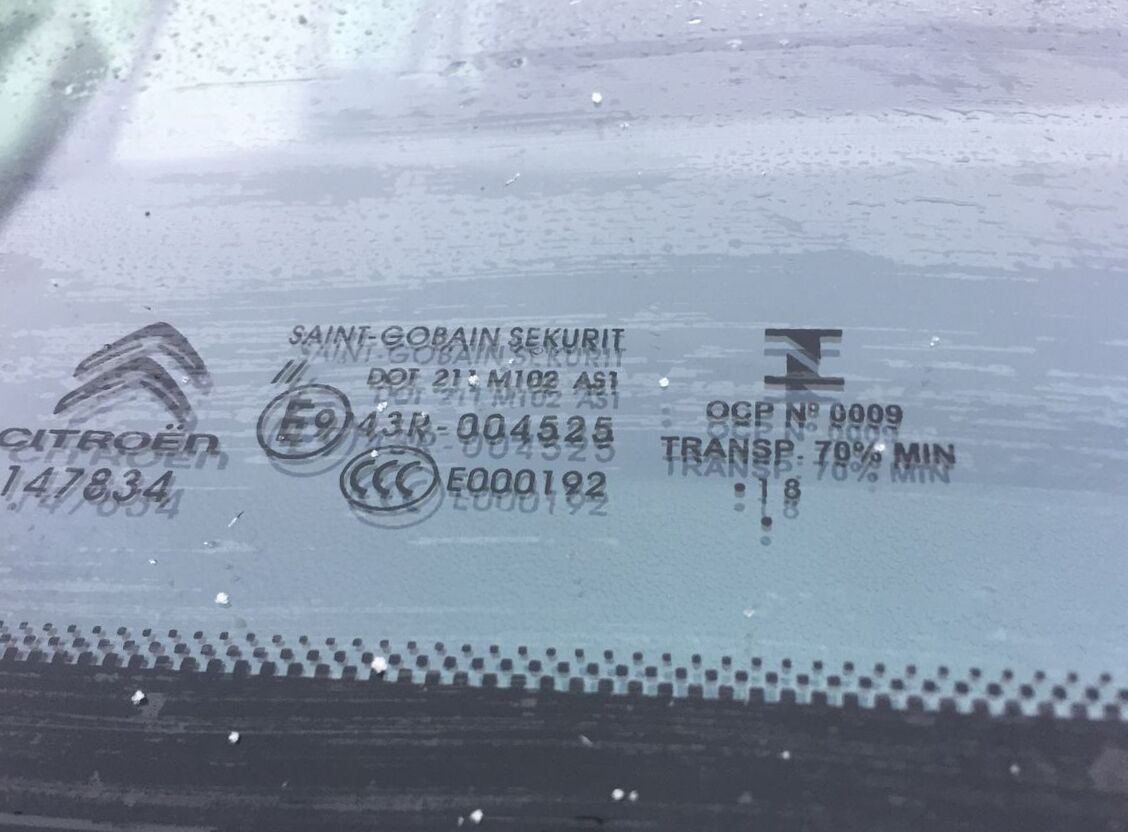 CITROËN
147834
SAINT-GOBAIN SEKURIT
///
DOT 211 M102 AS1
E9 43R-004525
CCC E000192
OCP Nº 0009
TRANSP. 70% MIN
18